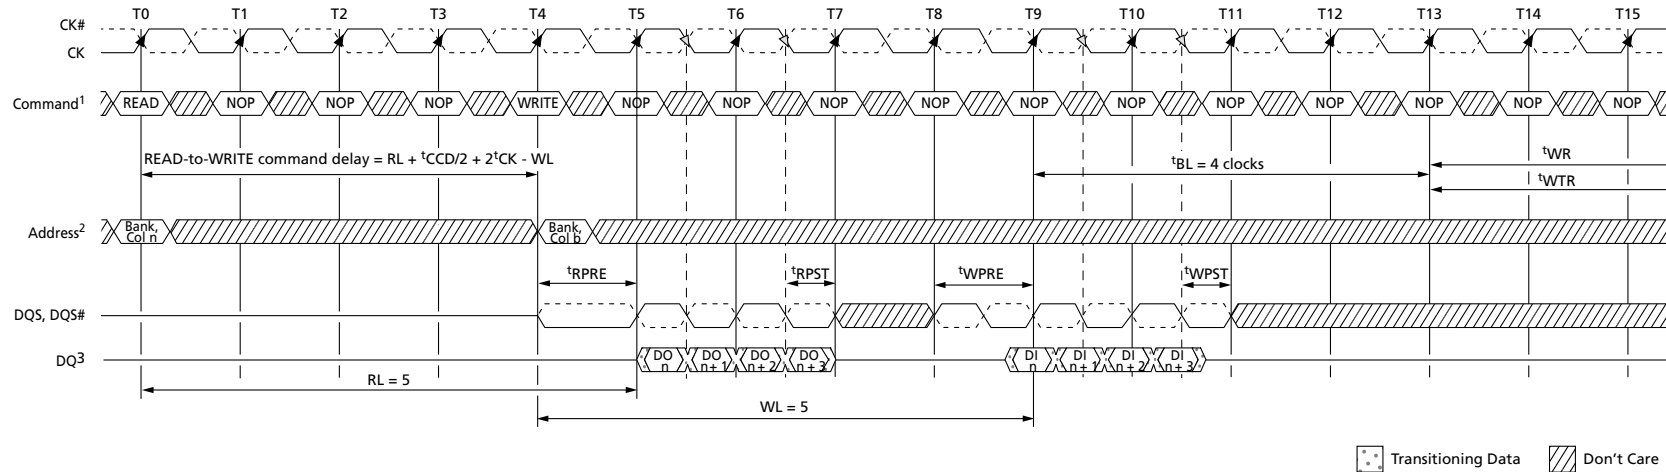 T0 T1 T2 T3 T4 T5 T6 T7 T8 T9 T10 T11 T12 T13 T14 T15
CK#
CK
Command1 READ NOP NOP NOP WRITE NOP NOP NOP NOP NOP NOP NOP NOP NOP NOP NOP
READ-to-WRITE command delay = RL + tCCD/2 + 2tCK - WL
tBL = 4 clocks
tWR
tWTR
Address2 Bank, Col n Bank, Col b
tRPRE tRPST tWPRE tWPST
DQS, DQS#
DQ3 DO n DO n + 1 DO n + 2 DO n + 3 DI n DI n + 1 DI n + 2 DI n + 3
RL = 5
WL = 5
Transitioning Data Don't Care